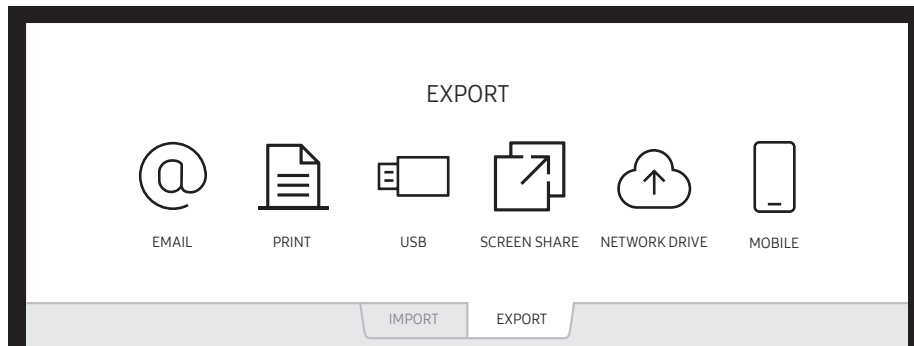 EXPORT
EMAIL PRINT USB SCREEN SHARE NETWORK DRIVE MOBILE
IMPORT EXPORT